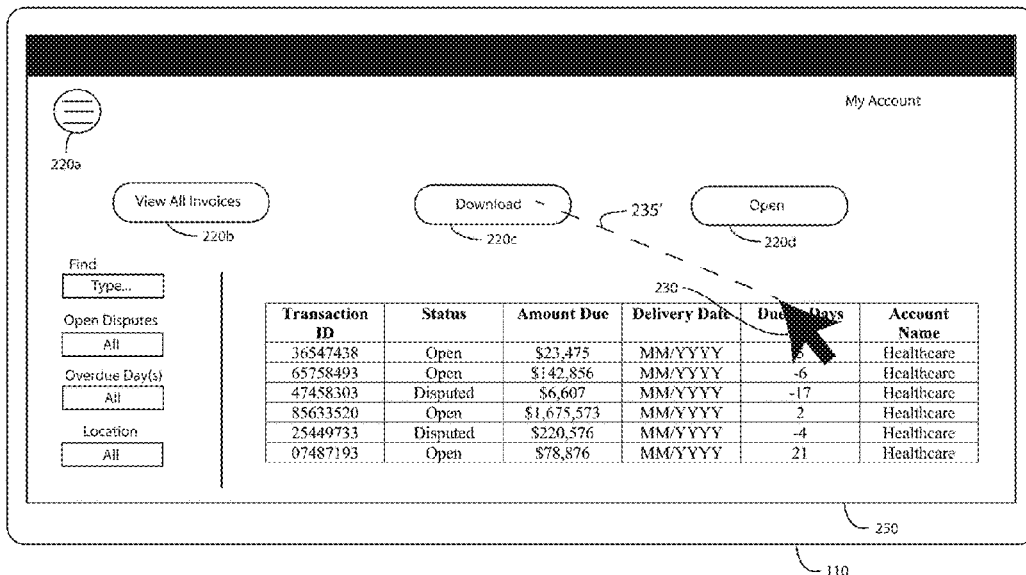 My Account
220a
View All Invoices
Download
Open
235'
220b
220c
220d
Find
Type...
230
Open Disputes
All
Overdue Day(s)
All
Location
All
Transaction ID Status Amount Due Delivery Date Days Account Name
36547438 Open $23,475 MM/YYYY Healthcare
65758493 Open $142,856 MM/YYYY -6 Healthcare
47458303 Disputed $6,607 MM/YYYY -17 Healthcare
85633520 Open $1,675,573 MM/YYYY 2 Healthcare
25449733 Disputed $220,576 MM/YYYY -4 Healthcare
07487193 Open $78,876 MM/YYYY 21 Healthcare
250
110